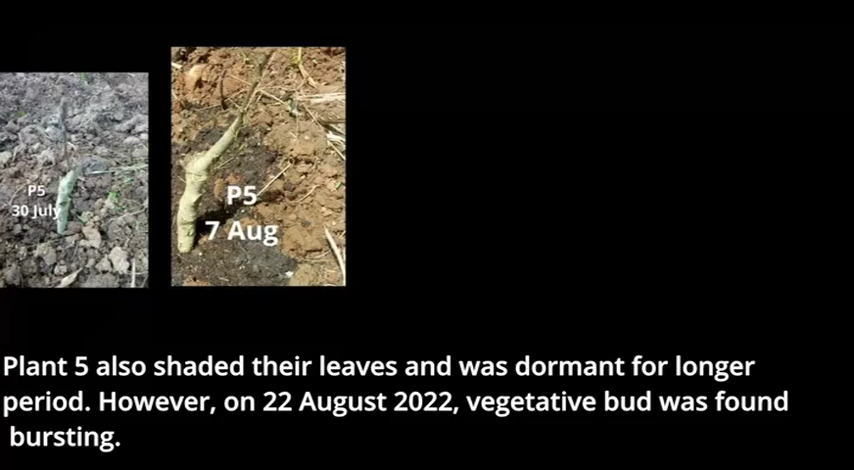 P5
30 July
P5
7 Aug
Plant 5 also shaded their leaves and was dormant for longer
period. However, on 22 August 2022, vegetative bud was found
bursting.